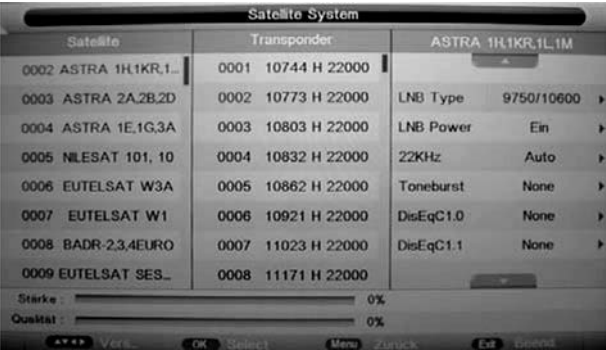 Satellite System
Satellite Transponder ASTRA 1H,1KR,1L,1M
0002 ASTRA 1H,1KR,1... 0001 10744 H 22000
0003 ASTRA 2A,2B,2D 0002 10773 H 22000 LNB Type 9750/10600
0004 ASTRA 1E,1G,3A 0003 10803 H 22000 LNB Power Ein
0005 NILESAT 101, 10 0004 10832 H 22000 22KHz Auto
0006 EUTELSAT W3A 0005 10862 H 22000 Toneburst None
0007 EUTELSAT W1 0006 10921 H 22000 DisEqC1.0 None
0008 BADR-2,3,4EURO 0007 11023 H 22000 DisEqC1.1 None
0009 EUTELSAT SES... 0008 11171 H 22000
Stärke : 0%
Qualität : 0%
Vers... OK Select Menu Zurück Exit Beend.